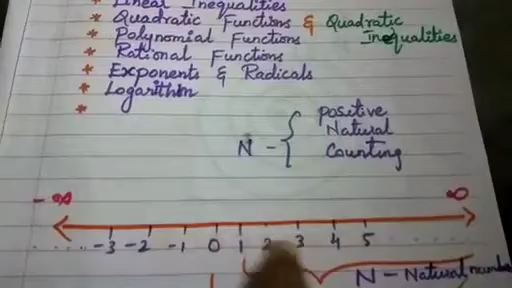 * Linear Inequalities
* Quadratic Functions & Quadratic Inequalities
* Polynomial Functions
* Rational Functions
* Exponents & Radicals
* Logarithm
*
N - { positive
Natural
Counting
-∞ ∞
..... -3 -2 -1 0 1 2 3 4 5 .....
N - Natural number